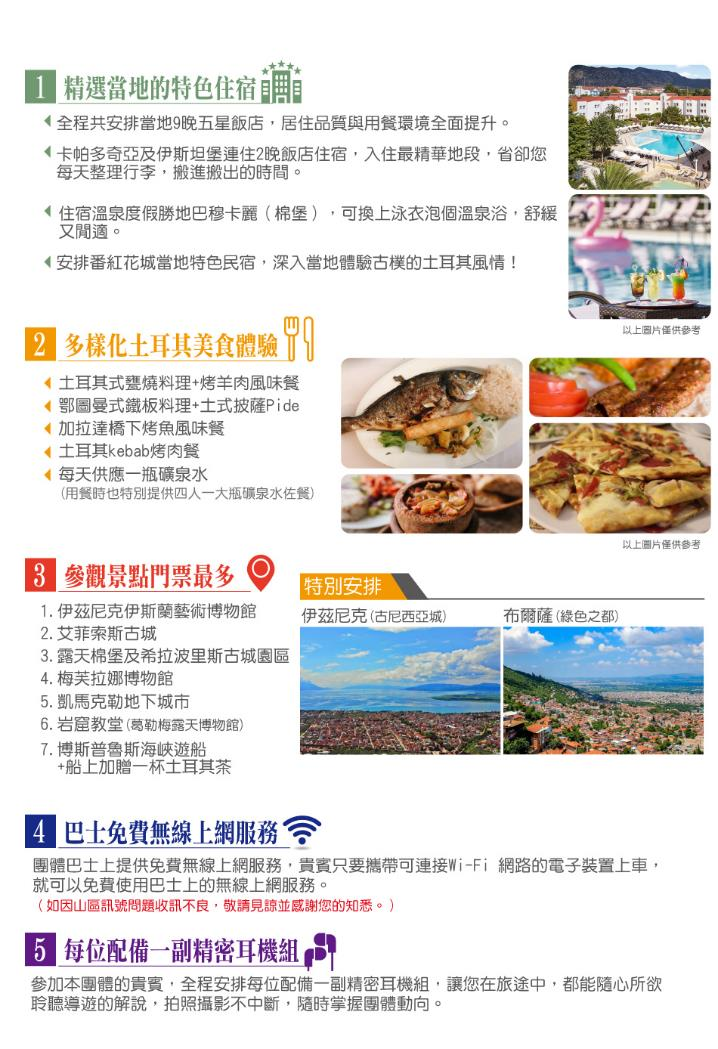 1 精選當地的特色住宿
全程共安排當地9晚五星飯店，居住品質與用餐環境全面提升。
卡帕多奇亞及伊斯坦堡連住2晚飯店住宿，入住最精華地段，省卻您
每天整理行李，搬進搬出的時間。
住宿溫泉度假勝地巴穆卡麗（棉堡），可換上泳衣泡個溫泉浴，舒緩
又閒適。
安排番紅花城當地特色民宿，深入當地體驗古樸的土耳其風情！
以上圖片僅供參考
2 多樣化土耳其美食體驗
土耳其式甕燒料理+烤羊肉風味餐
鄂圖曼式鐵板料理+土式披薩Pide
加拉達橋下烤魚風味餐
土耳其kebab烤肉餐
每天供應一瓶礦泉水
(用餐時也特別提供四人一大瓶礦泉水佐餐)
以上圖片僅供參考
3 參觀景點門票最多
1. 伊茲尼克伊斯蘭藝術博物館
2. 艾菲索斯古城
3. 露天棉堡及希拉波里斯古城園區
4. 梅芙拉娜博物館
5. 凱馬克勒地下城市
6. 岩窟教堂(葛勒梅露天博物館)
7. 博斯普魯斯海峽遊船
+船上加贈一杯土耳其茶
特別安排
伊茲尼克(古尼西亞城)
布爾薩(綠色之都)
4 巴士免費無線上網服務
團體巴士上提供免費無線上網服務，貴賓只要攜帶可連接Wi-Fi 網路的電子裝置上車，
就可以免費使用巴士上的無線上網服務。
（如因山區訊號問題收訊不良，敬請見諒並感謝您的知悉。）
5 每位配備一副精密耳機組
參加本團體的貴賓，全程安排每位配備一副精密耳機組，讓您在旅途中，都能隨心所欲
聆聽導遊的解說，拍照攝影不中斷，隨時掌握團體動向。